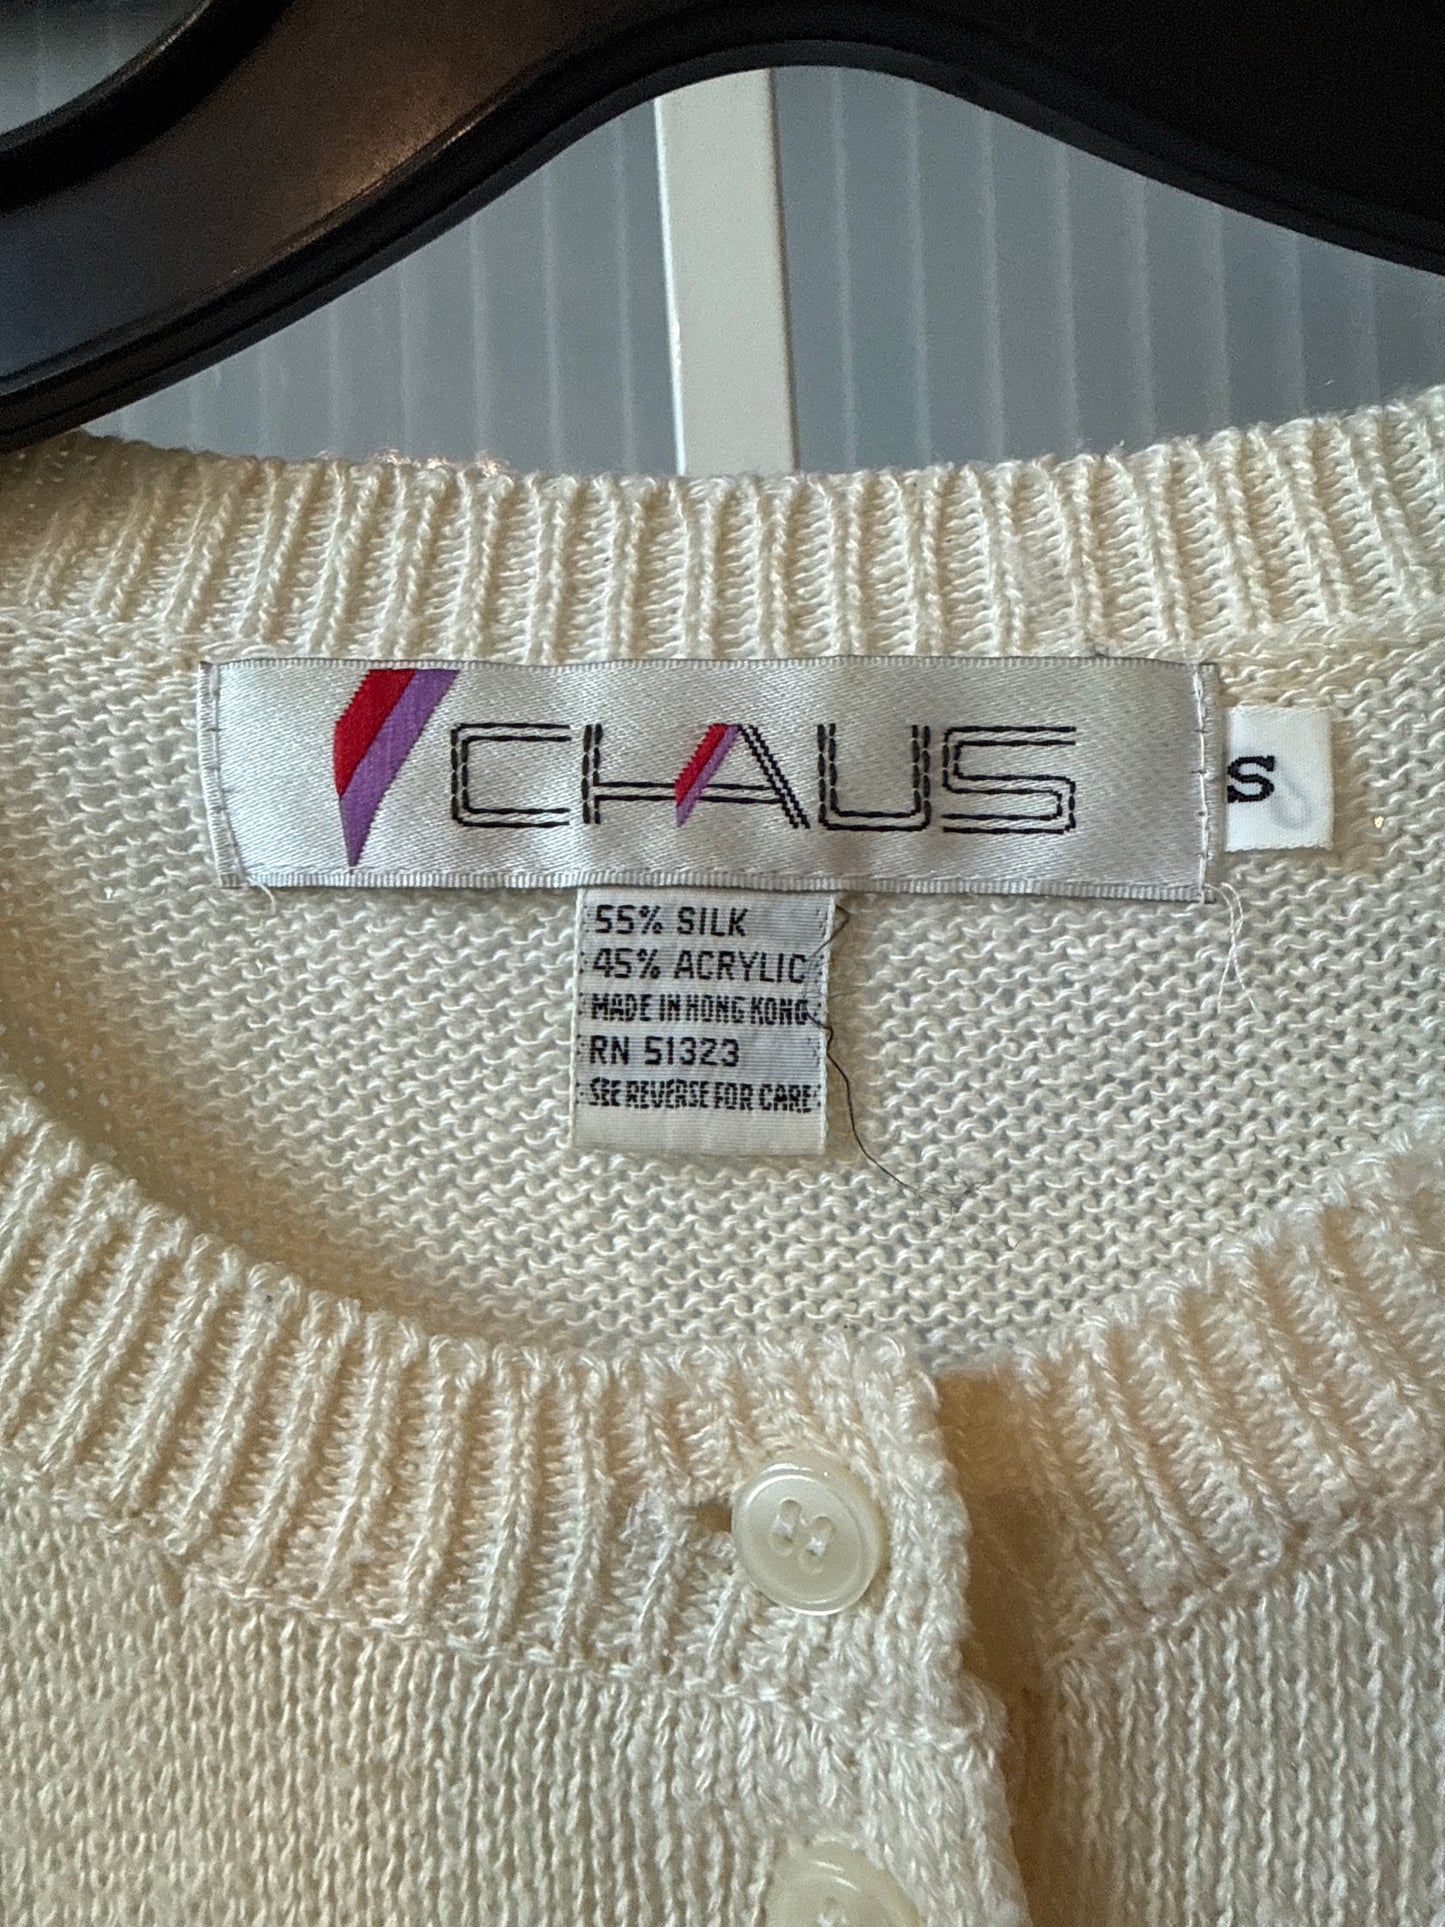 CHAUS
S
55% SILK
45% ACRYLIC
MADE IN HONG KONG
RN 51323
SEE REVERSE FOR CARE